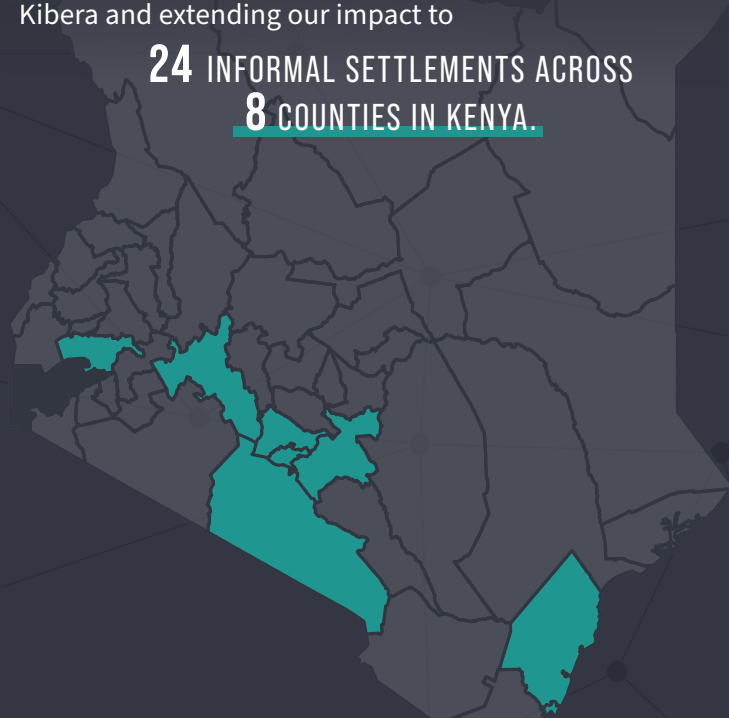 Kibera and extending our impact to
24 INFORMAL SETTLEMENTS ACROSS
8 COUNTIES IN KENYA.